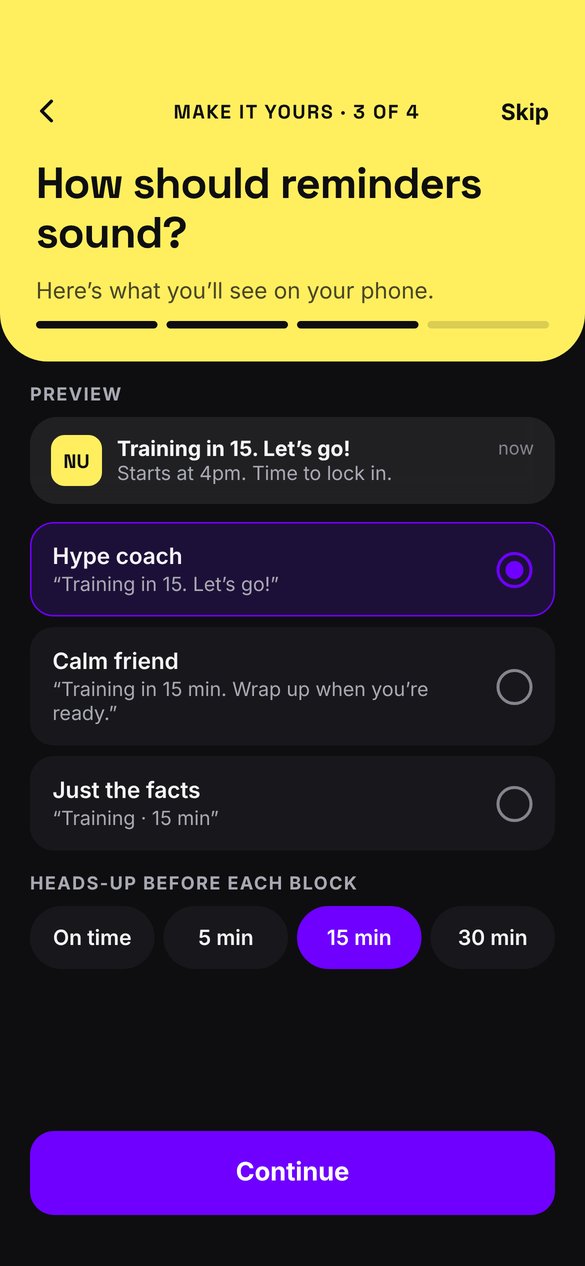 MAKE IT YOURS · 3 OF 4
Skip
How should reminders
sound?
Here’s what you’ll see on your phone.
PREVIEW
NU
Training in 15. Let’s go!
now
Starts at 4pm. Time to lock in.
Hype coach
“Training in 15. Let’s go!”
Calm friend
“Training in 15 min. Wrap up when you’re
ready.”
Just the facts
“Training · 15 min”
HEADS-UP BEFORE EACH BLOCK
On time
5 min
15 min
30 min
Continue